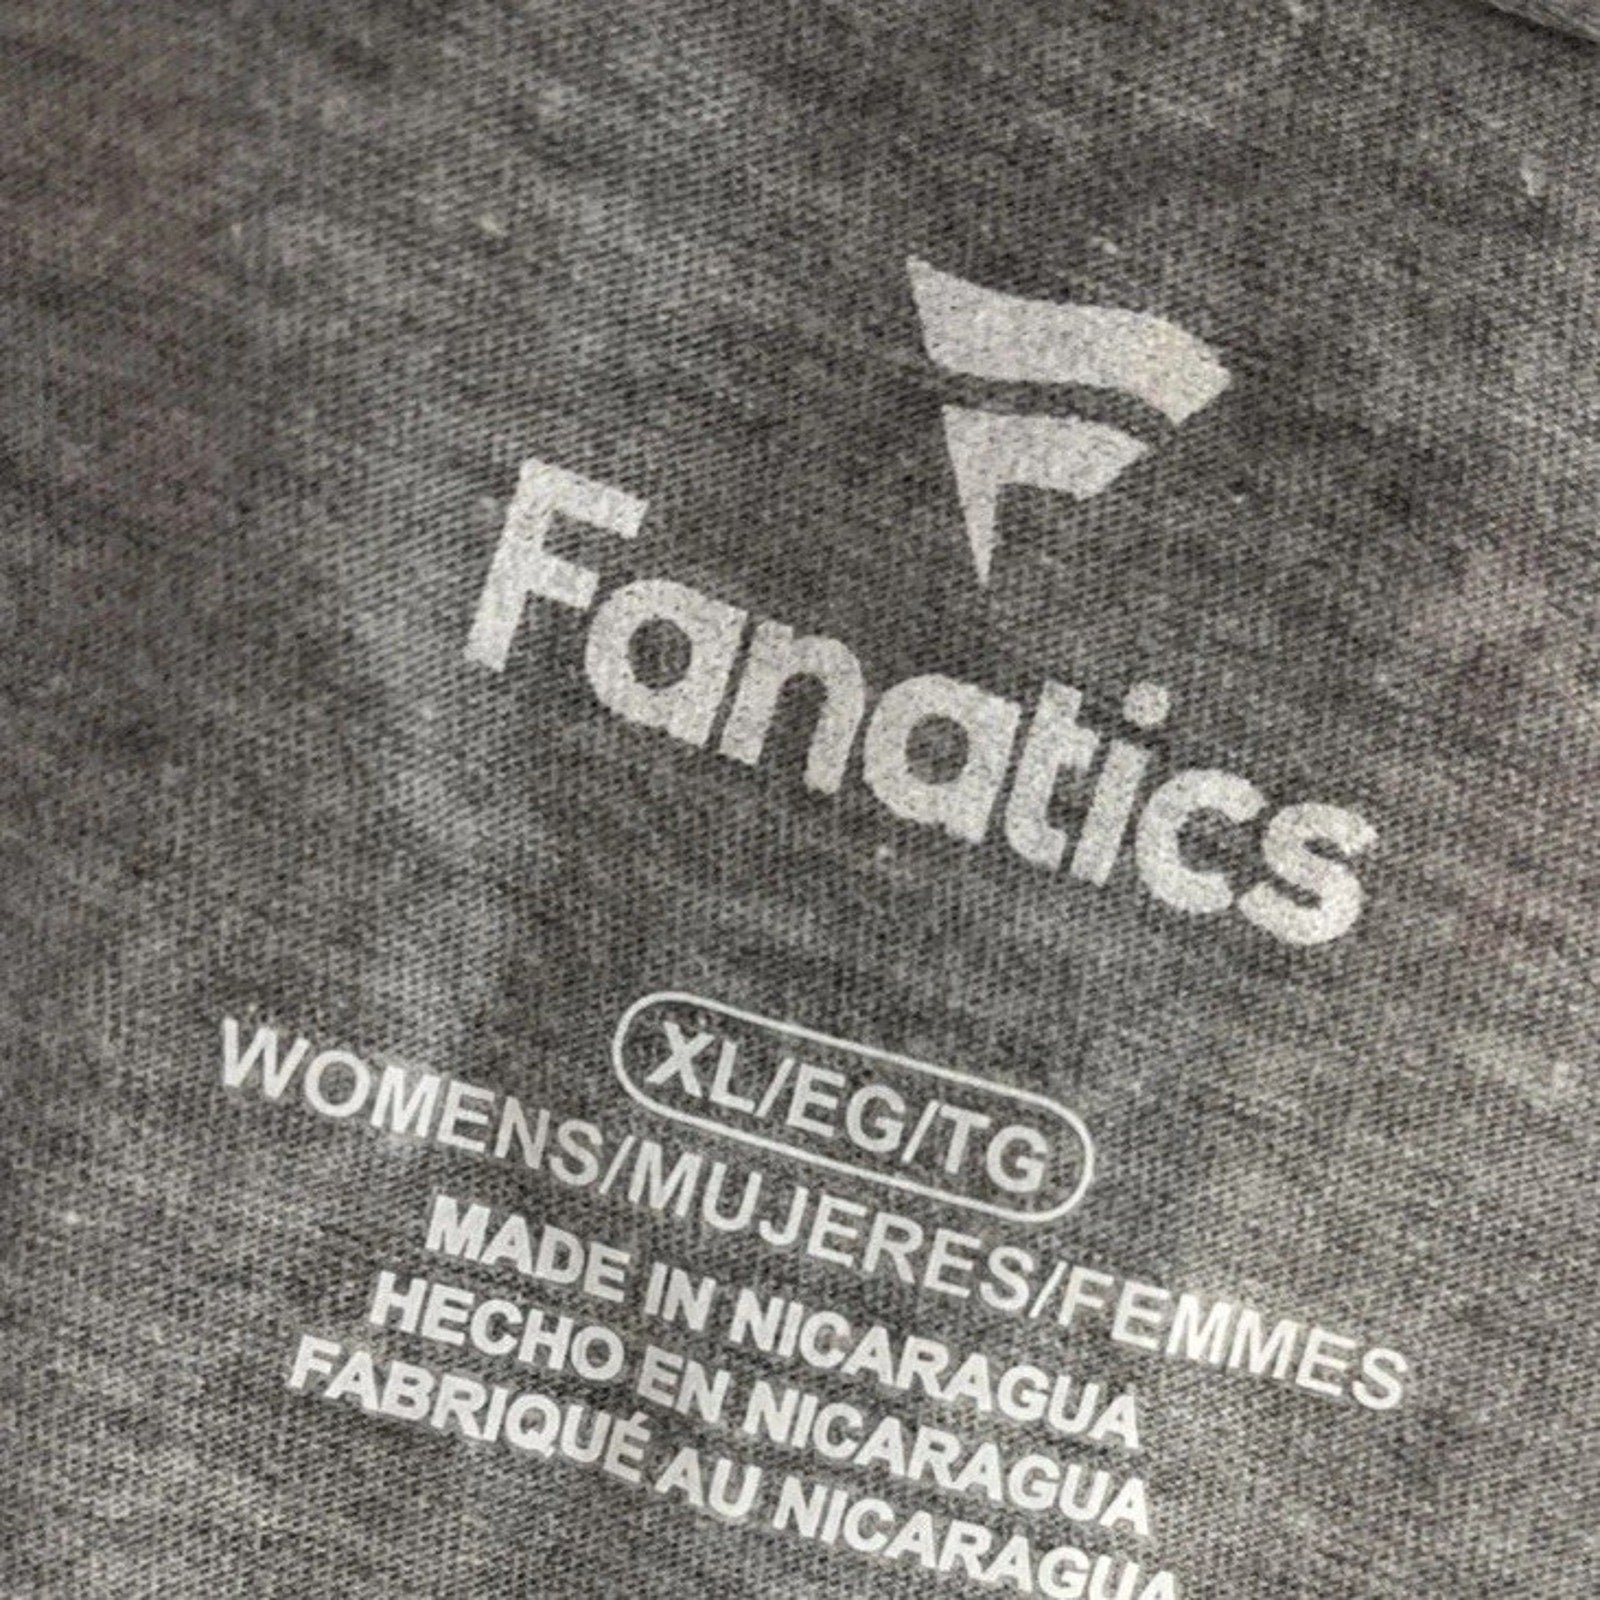 Fanatics
XL/EG/TG
WOMENS/MUJERES/FEMMES
MADE IN NICARAGUA
HECHO EN NICARAGUA
FABRIQUÉ AU NICARAGUA